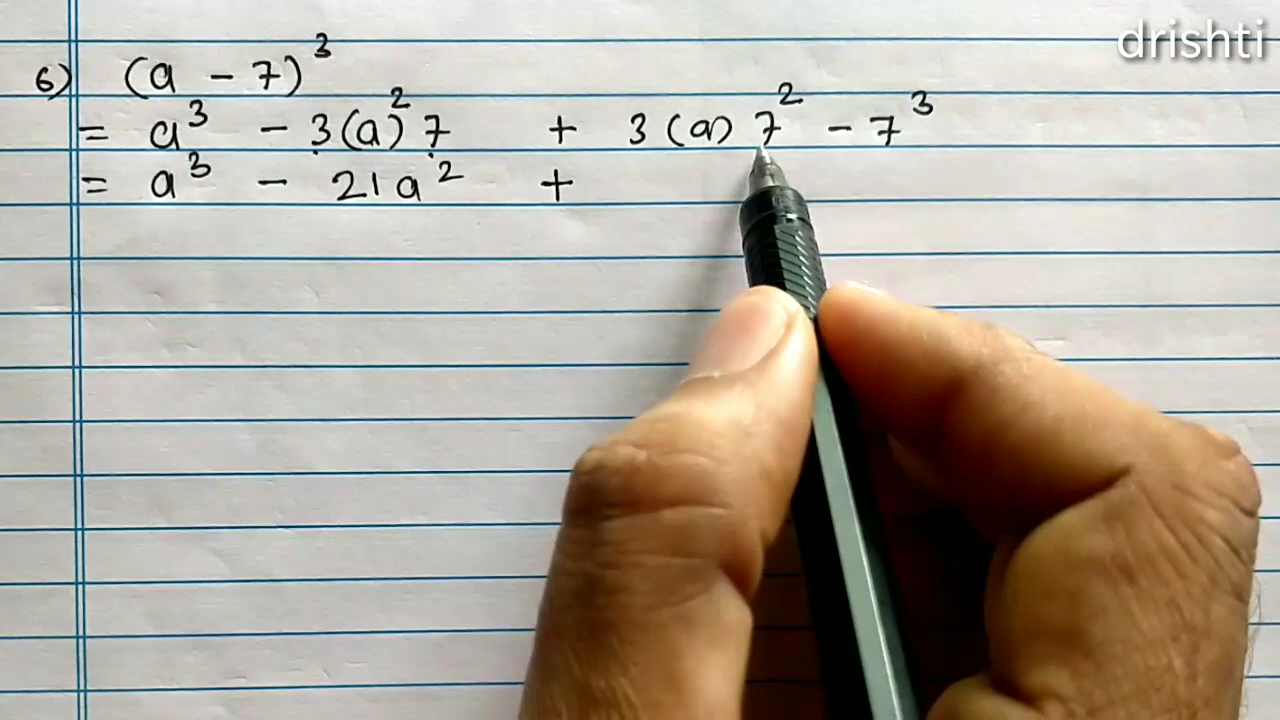 drishti
6) (a - 7)³
= a³ - 3(a)²7 + 3(a)7² - 7³
= a³ - 21a² +